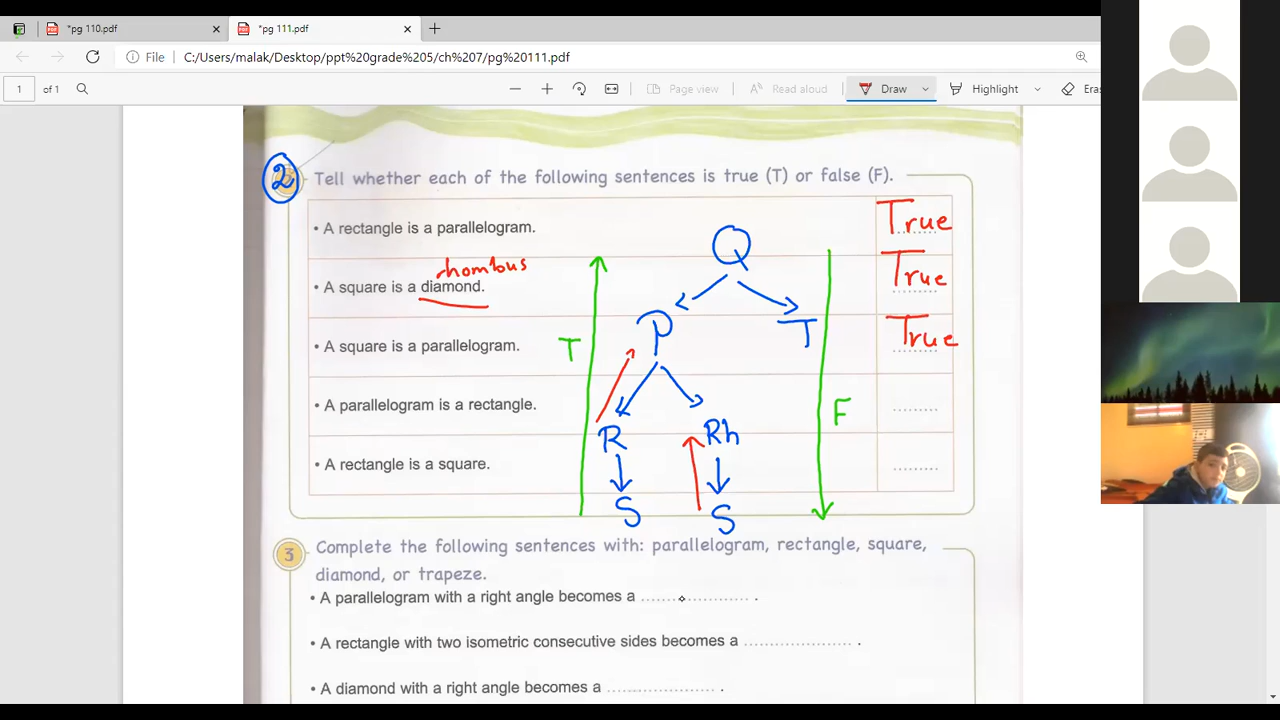 *pg 110.pdf
*pg 111.pdf
File C:/Users/malak/Desktop/ppt%20grade%205/ch%207/pg%20111.pdf
1 of 1 Page view Read aloud Draw Highlight Eras
2 Tell whether each of the following sentences is true (T) or false (F).
• A rectangle is a parallelogram. True
rhombus
• A square is a diamond. True
• A square is a parallelogram. True
• A parallelogram is a rectangle. ..........
• A rectangle is a square. ..........
Q
P T
T F
R Rh
S S
3 Complete the following sentences with: parallelogram, rectangle, square,
diamond, or trapeze.
• A parallelogram with a right angle becomes a ........................ .
• A rectangle with two isometric consecutive sides becomes a ........................ .
• A diamond with a right angle becomes a ........................ .